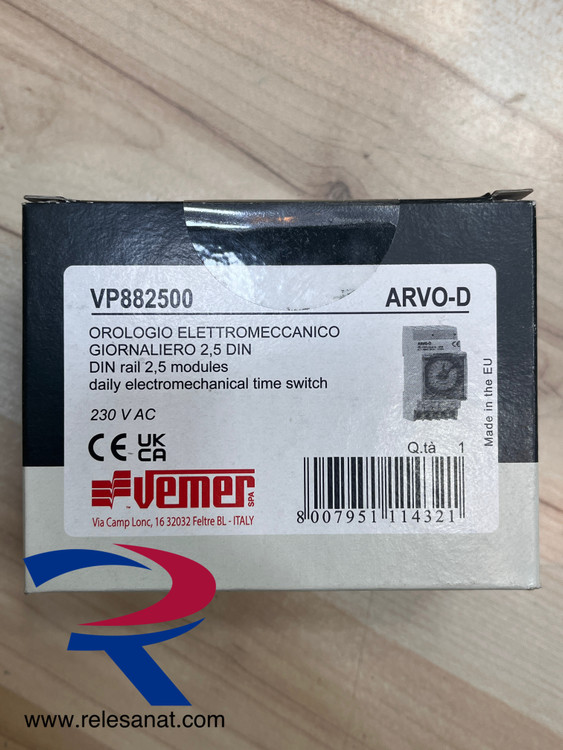 VP882500
ARVO-D
OROLOGIO ELETTROMECCANICO
GIORNALIERO 2,5 DIN
DIN rail 2,5 modules
daily electromechanical time switch
230 V AC
CE UK
CA
ARVO-D
Made in the EU
Q.tà 1
Vemer SPA
Via Camp Lonc, 16 32032 Feltre BL - ITALY
8 007951 114321
www.relesanat.com